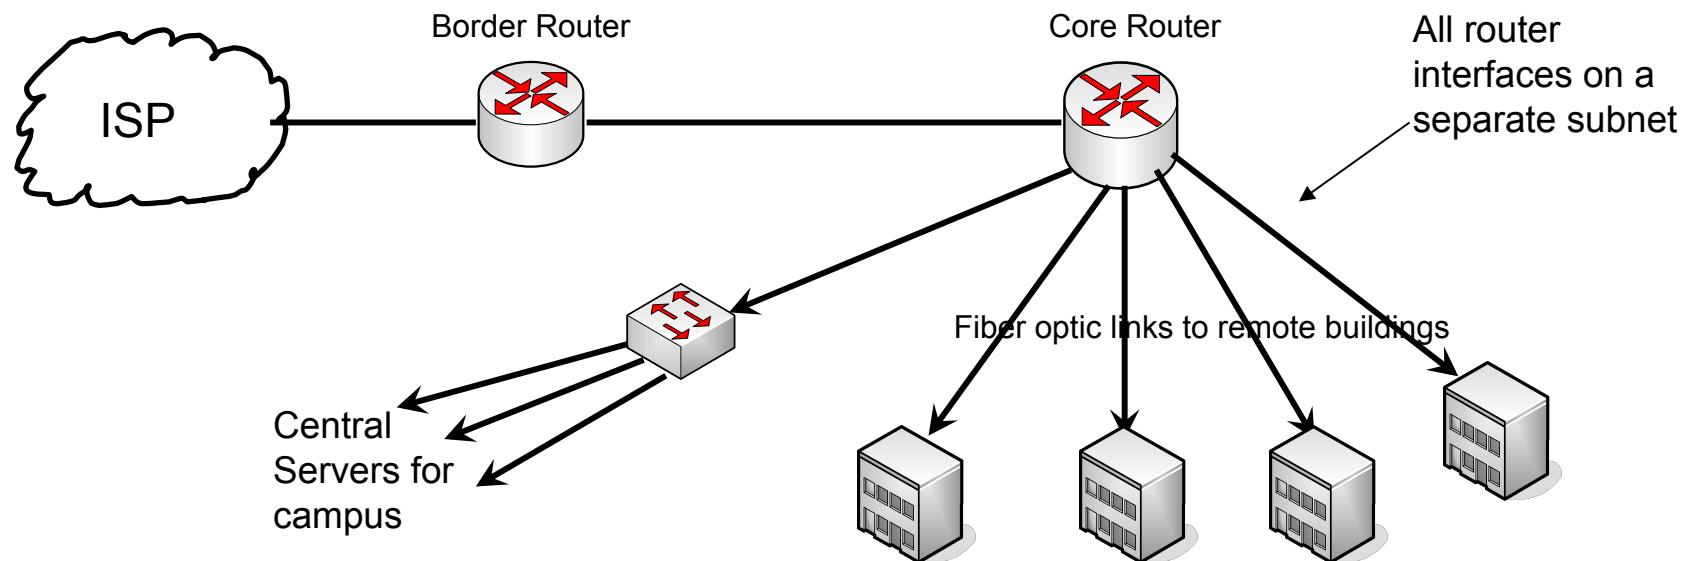 Border Router
Core Router
All router
interfaces on a
separate subnet
ISP
Fiber optic links to remote buildings
Central
Servers for
campus